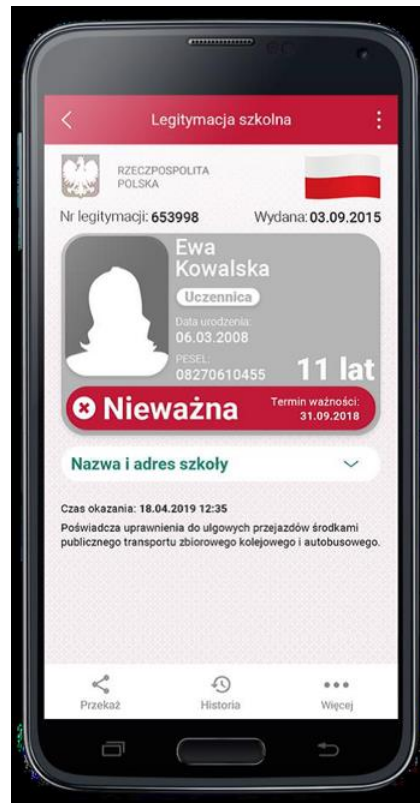 Legitymacja szkolna
RZECZPOSPOLITA
POLSKA
Nr legitymacji: 653998
Wydana: 03.09.2015
Ewa
Kowalska
Uczennica
Data urodzenia:
06.03.2008
PESEL:
08270610455
11 lat
Nieważna
Termin ważności:
31.09.2018
Nazwa i adres szkoły
Czas okazania: 18.04.2019 12:35
Poświadcza uprawnienia do ulgowych przejazdów środkami
publicznego transportu zbiorowego kolejowego i autobusowego.
Przekaż
Historia
Więcej